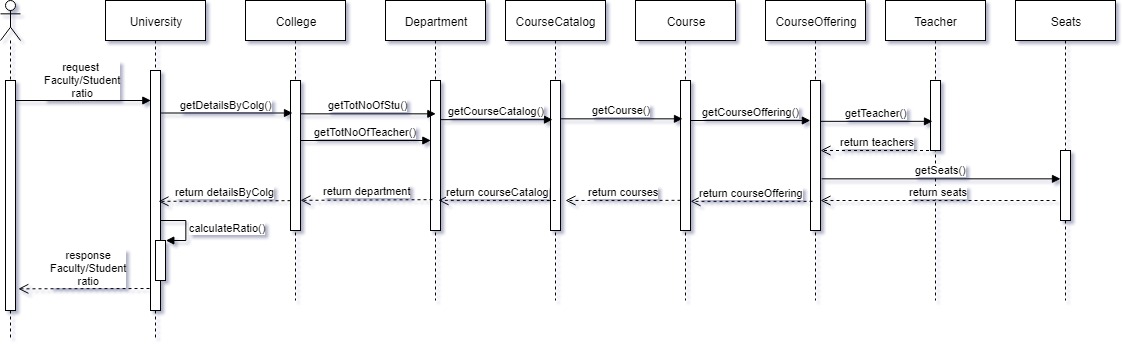 University
College
Department
CourseCatalog
Course
CourseOffering
Teacher
Seats
request
Faculty/Student
ratio
getDetailsByColg()
getTotNoOfStu()
getCourseCatalog()
getCourse()
getCourseOffering()
getTeacher()
getTotNoOfTeacher()
return teachers
getSeats()
return detailsByColg
return department
return courseCatalog
return courses
return courseOffering
return seats
calculateRatio()
response
Faculty/Student
ratio